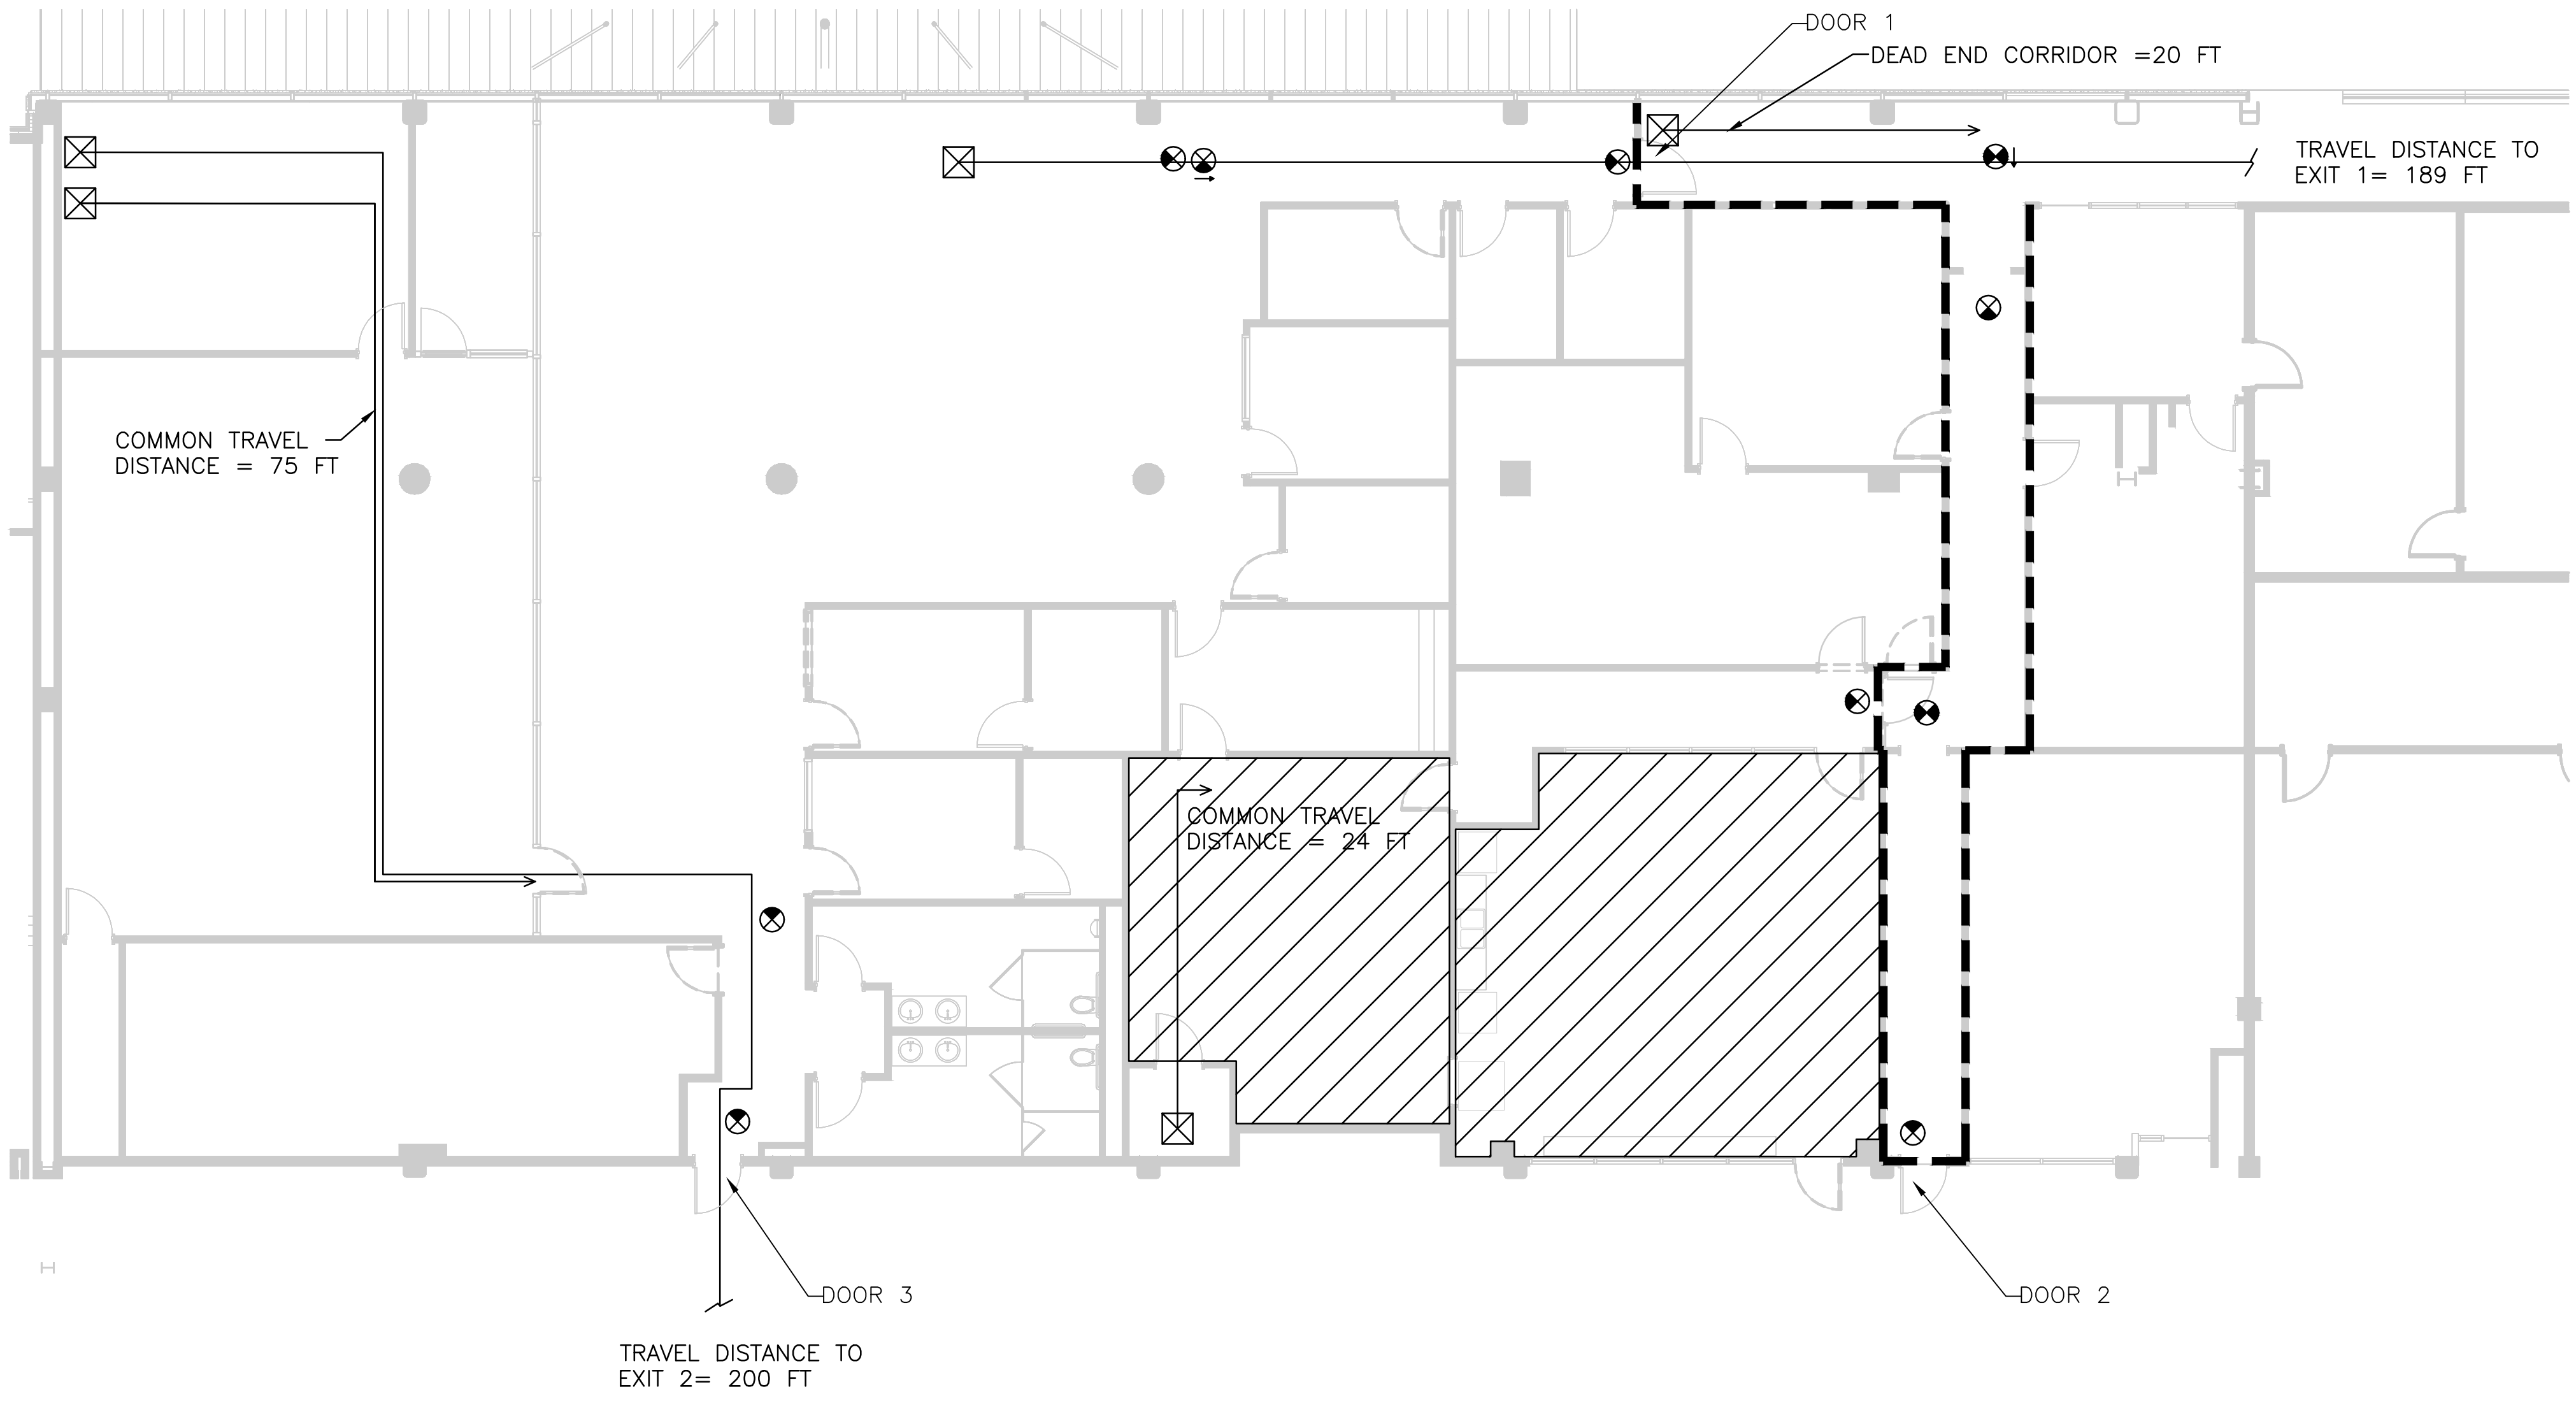 DOOR 1
DEAD END CORRIDOR =20 FT
TRAVEL DISTANCE TO
EXIT 1= 189 FT
COMMON TRAVEL
DISTANCE = 75 FT
COMMON TRAVEL
DISTANCE = 24 FT
DOOR 3
DOOR 2
TRAVEL DISTANCE TO
EXIT 2= 200 FT